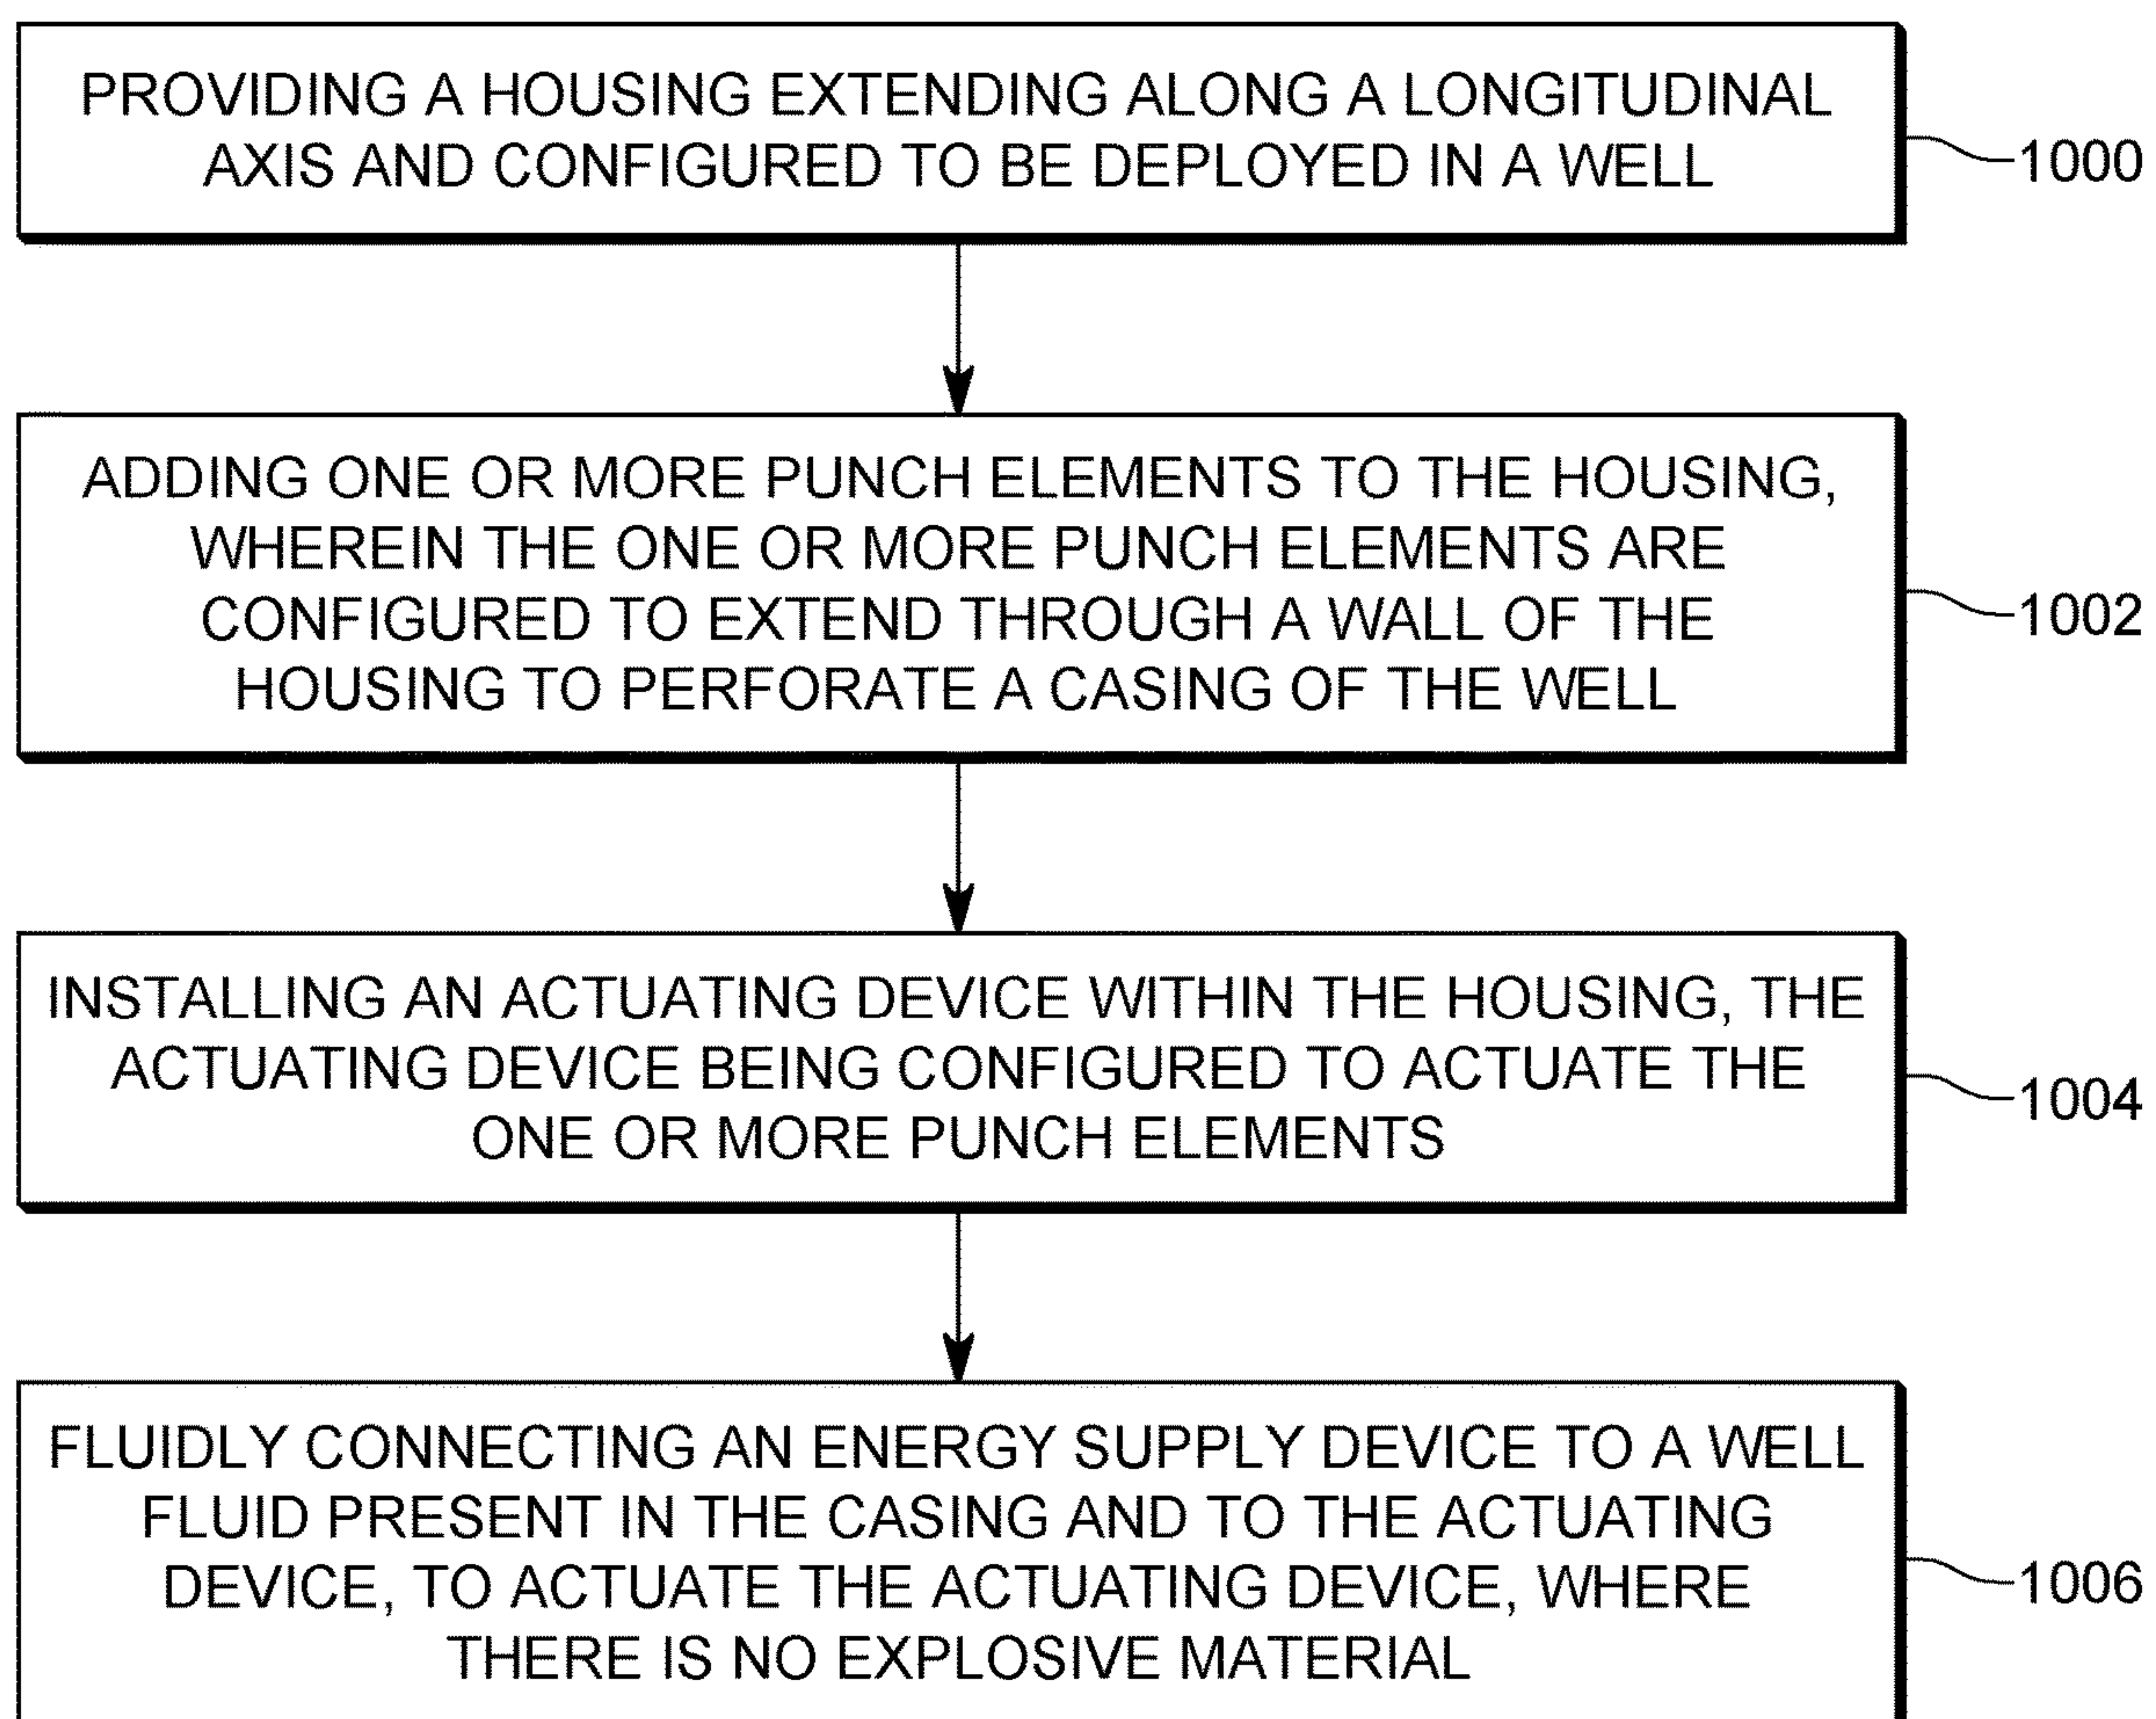 PROVIDING A HOUSING EXTENDING ALONG A LONGITUDINAL
AXIS AND CONFIGURED TO BE DEPLOYED IN A WELL
1000
ADDING ONE OR MORE PUNCH ELEMENTS TO THE HOUSING,
WHEREIN THE ONE OR MORE PUNCH ELEMENTS ARE
CONFIGURED TO EXTEND THROUGH A WALL OF THE
HOUSING TO PERFORATE A CASING OF THE WELL
1002
INSTALLING AN ACTUATING DEVICE WITHIN THE HOUSING, THE
ACTUATING DEVICE BEING CONFIGURED TO ACTUATE THE
ONE OR MORE PUNCH ELEMENTS
1004
FLUIDLY CONNECTING AN ENERGY SUPPLY DEVICE TO A WELL
FLUID PRESENT IN THE CASING AND TO THE ACTUATING
DEVICE, TO ACTUATE THE ACTUATING DEVICE, WHERE
THERE IS NO EXPLOSIVE MATERIAL
1006